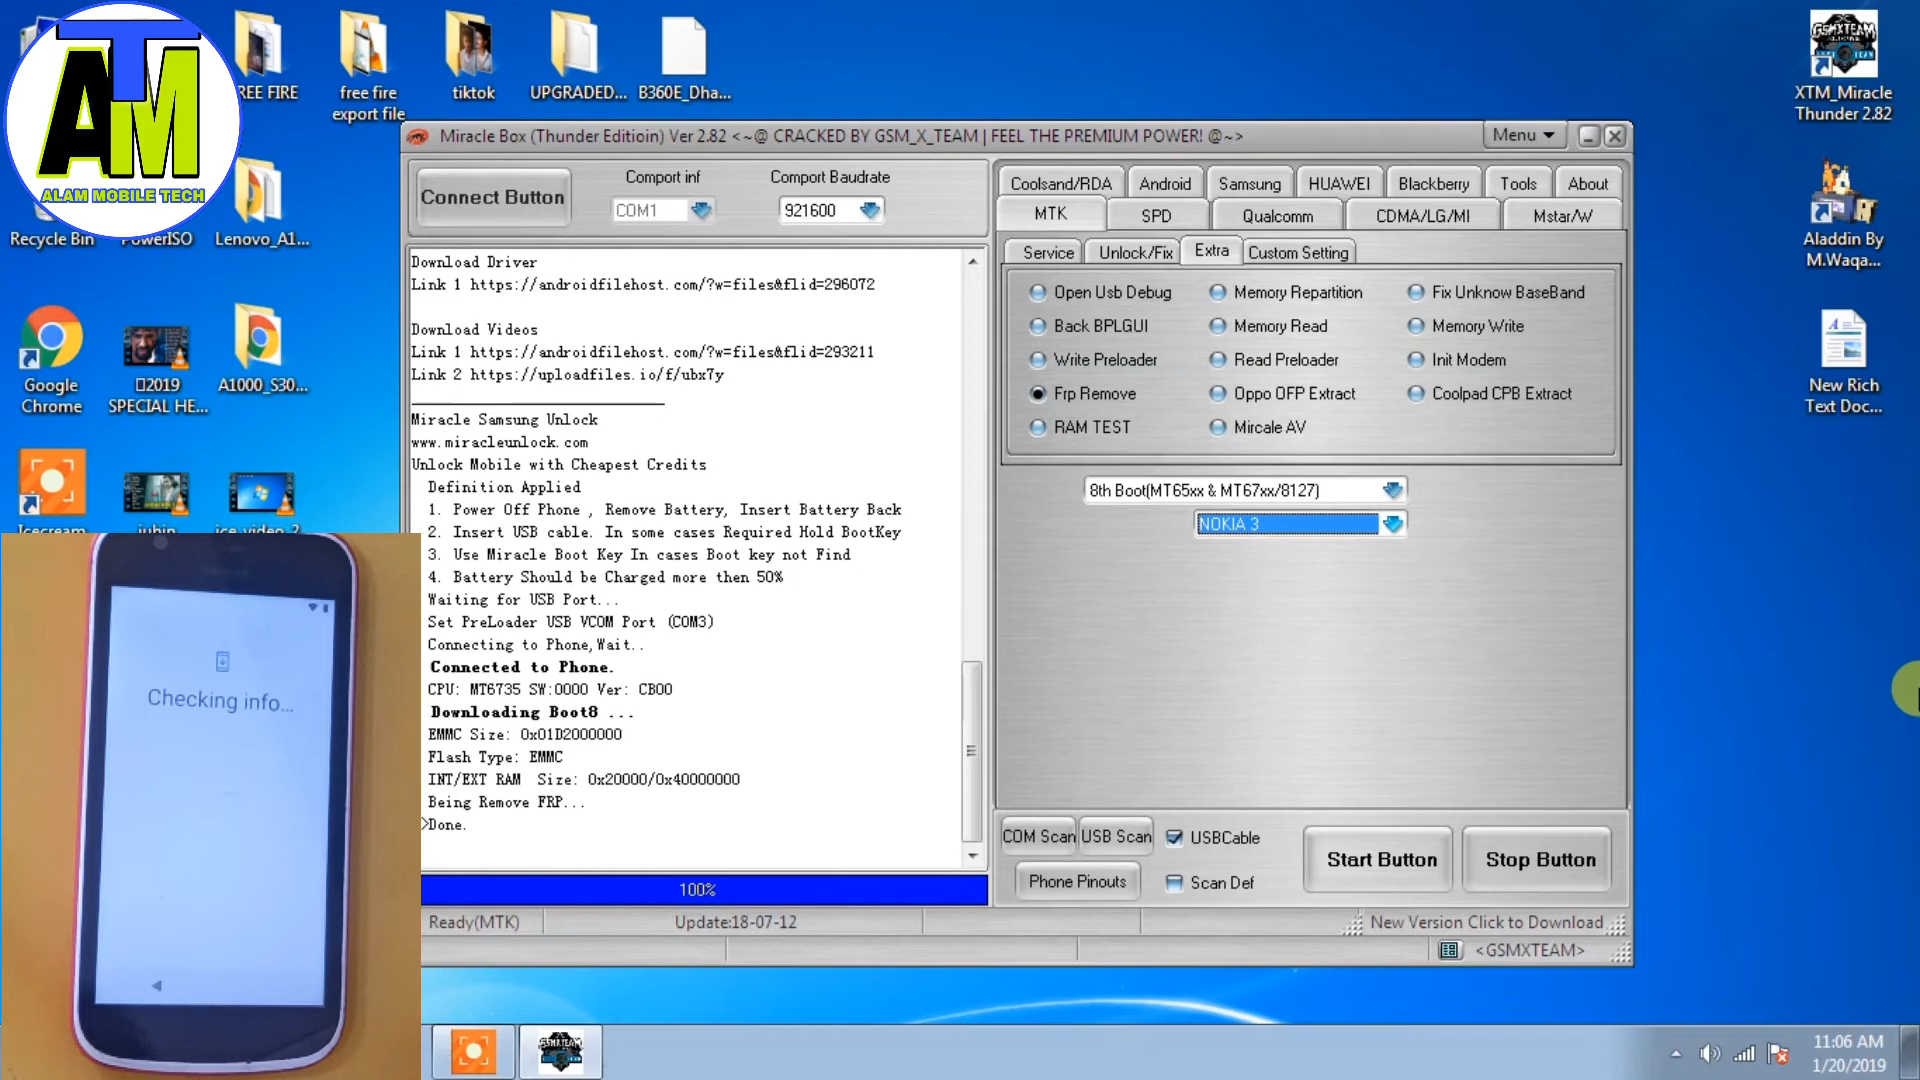 ATM
ALAM MOBILE TECH
REE FIRE
free fire
export file
tiktok
UPGRADED...
B360E_Dha...
XTM_Miracle
Thunder 2.82
Recycle Bin
PowerISO
Lenovo_A1...
Aladdin By
M.Waqa...
Google
Chrome
2019
SPECIAL HE...
A1000_S30...
New Rich
Text Doc...
Icecream
jubin
ice_video_2
Checking info...
Miracle Box (Thunder Editioin) Ver 2.82 <~@ CRACKED BY GSM_X_TEAM | FEEL THE PREMIUM POWER! @~>
Menu
Connect Button
Comport inf
COM1
Comport Baudrate
921600
Coolsand/RDA
Android
Samsung
HUAWEI
Blackberry
Tools
About
MTK
SPD
Qualcomm
CDMA/LG/MI
Mstar/W
Service
Unlock/Fix
Extra
Custom Setting
Download Driver
Link 1 https://androidfilehost.com/?w=files&flid=296072
Download Videos
Link 1 https://androidfilehost.com/?w=files&flid=293211
Link 2 https://uploadfiles.io/f/ubx7y
Miracle Samsung Unlock
www.miracleunlock.com
Unlock Mobile with Cheapest Credits
Definition Applied
1. Power Off Phone , Remove Battery, Insert Battery Back
2. Insert USB cable. In some cases Required Hold BootKey
3. Use Miracle Boot Key In cases Boot key not Find
4. Battery Should be Charged more then 50%
Waiting for USB Port...
Set PreLoader USB VCOM Port (COM3)
Connecting to Phone,Wait..
Connected to Phone.
CPU: MT6735 SW:0000 Ver: CB00
Downloading Boot8 ...
EMMC Size: 0x01D2000000
Flash Type: EMMC
INT/EXT RAM Size: 0x20000/0x40000000
Being Remove FRP...
>Done.
Open Usb Debug
Memory Repartition
Fix Unknow BaseBand
Back BPLGUI
Memory Read
Memory Write
Write Preloader
Read Preloader
Init Modem
Frp Remove
Oppo OFP Extract
Coolpad CPB Extract
RAM TEST
Mircale AV
8th Boot(MT65xx & MT67xx/8127)
NOKIA 3
COM Scan
USB Scan
USBCable
Phone Pinouts
Scan Def
Start Button
Stop Button
100%
Ready(MTK)
Update:18-07-12
New Version Click to Download
<GSMXTEAM>
11:06 AM
1/20/2019